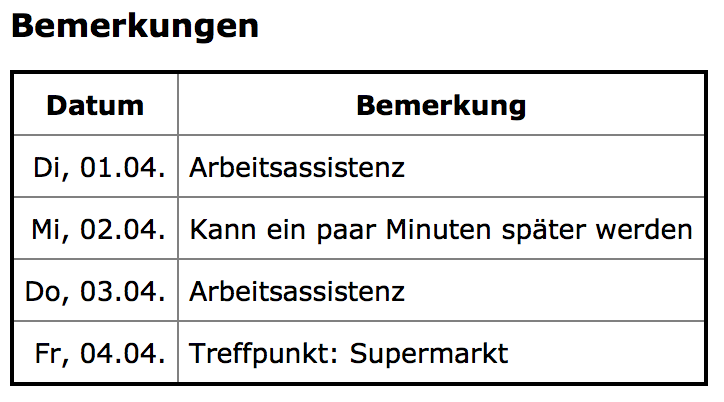 Bemerkungen
Datum Bemerkung
Di, 01.04. Arbeitsassistenz
Mi, 02.04. Kann ein paar Minuten später werden
Do, 03.04. Arbeitsassistenz
Fr, 04.04. Treffpunkt: Supermarkt